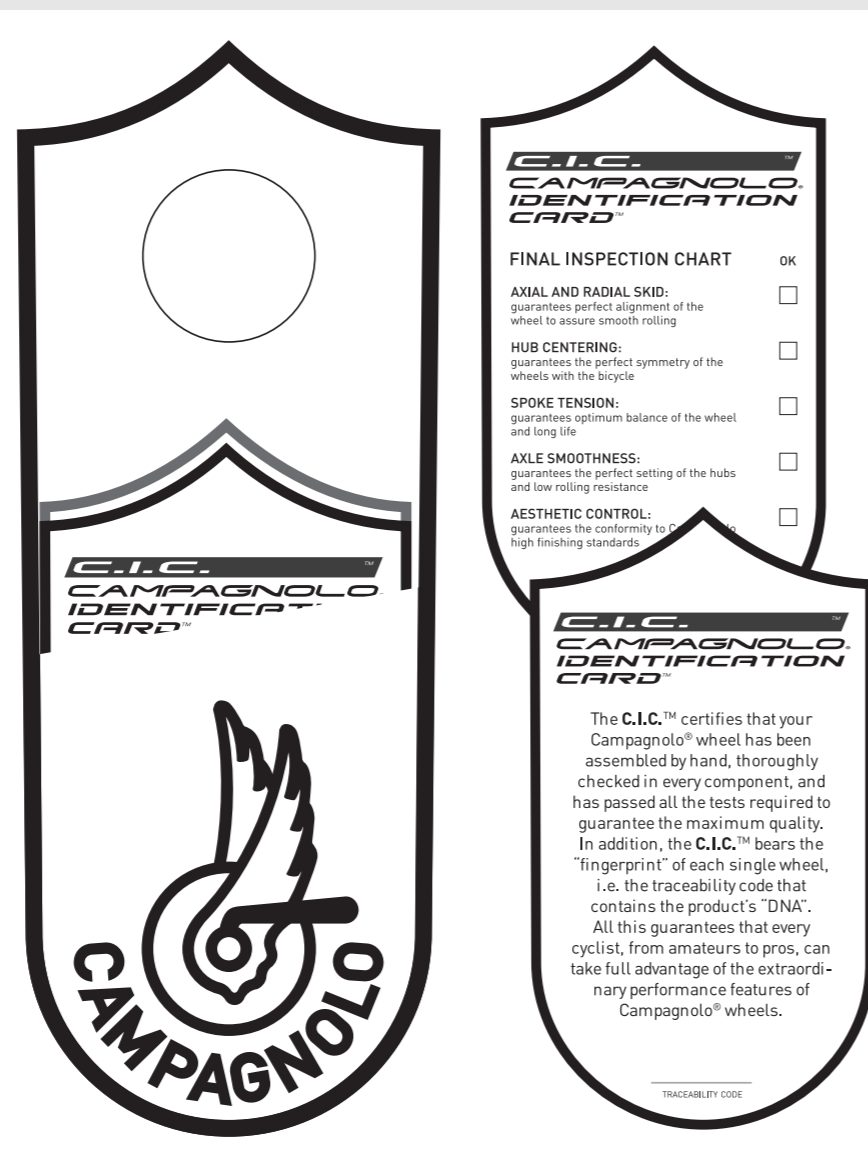 C.I.C.™
CAMPAGNOLO
IDENTIFICAT
CARD™
CAMPAGNOLO
C.I.C.™
CAMPAGNOLO®
IDENTIFICATION
CARD™
FINAL INSPECTION CHART OK
AXIAL AND RADIAL SKID:
guarantees perfect alignment of the
wheel to assure smooth rolling
HUB CENTERING:
guarantees the perfect symmetry of the
wheels with the bicycle
SPOKE TENSION:
guarantees optimum balance of the wheel
and long life
AXLE SMOOTHNESS:
guarantees the perfect setting of the hubs
and low rolling resistance
AESTHETIC CONTROL:
guarantees the conformity to
high finishing standards
C.I.C.™
CAMPAGNOLO®
IDENTIFICATION
CARD™
The C.I.C.™ certifies that your
Campagnolo® wheel has been
assembled by hand, thoroughly
checked in every component, and
has passed all the tests required to
guarantee the maximum quality.
In addition, the C.I.C.™ bears the
“fingerprint” of each single wheel,
i.e. the traceability code that
contains the product's “DNA”.
All this guarantees that every
cyclist, from amateurs to pros, can
take full advantage of the extraordi-
nary performance features of
Campagnolo® wheels.
TRACEABILITY CODE